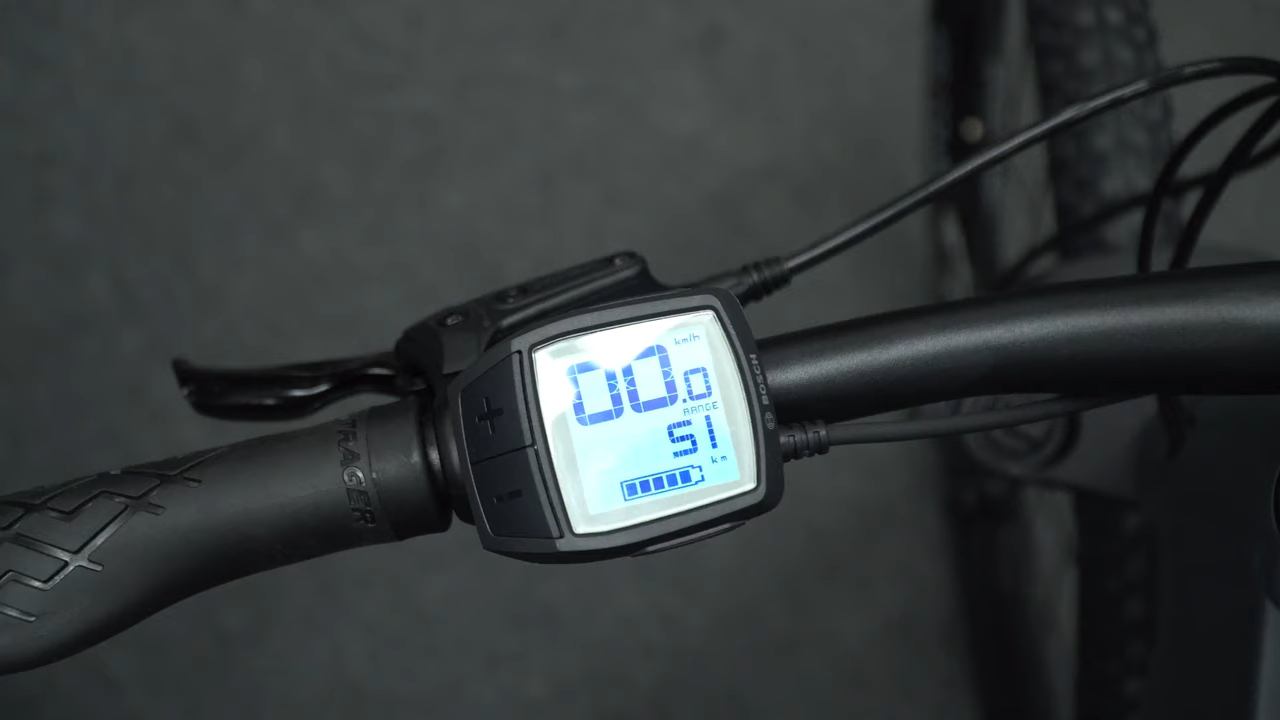 km/h
00.0
RANGE
51
km
+
-
BOSCH
TRAGER